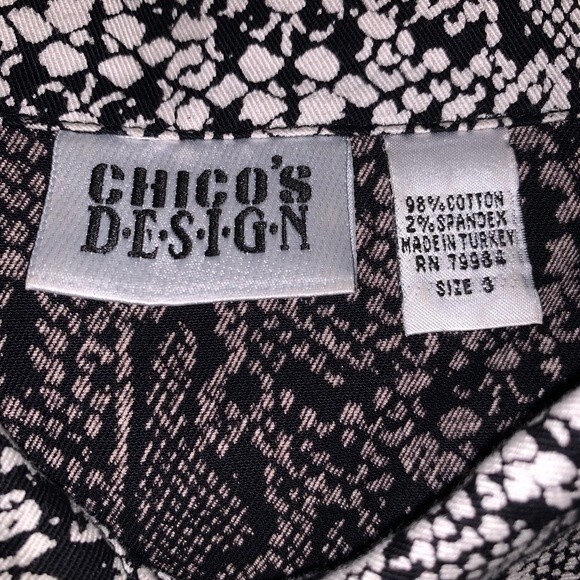 CHICO'S
D·E·S·I·G·N
98%COTTON
2%SPANDEX
MADE IN TURKEY
RN 79984
SIZE 3